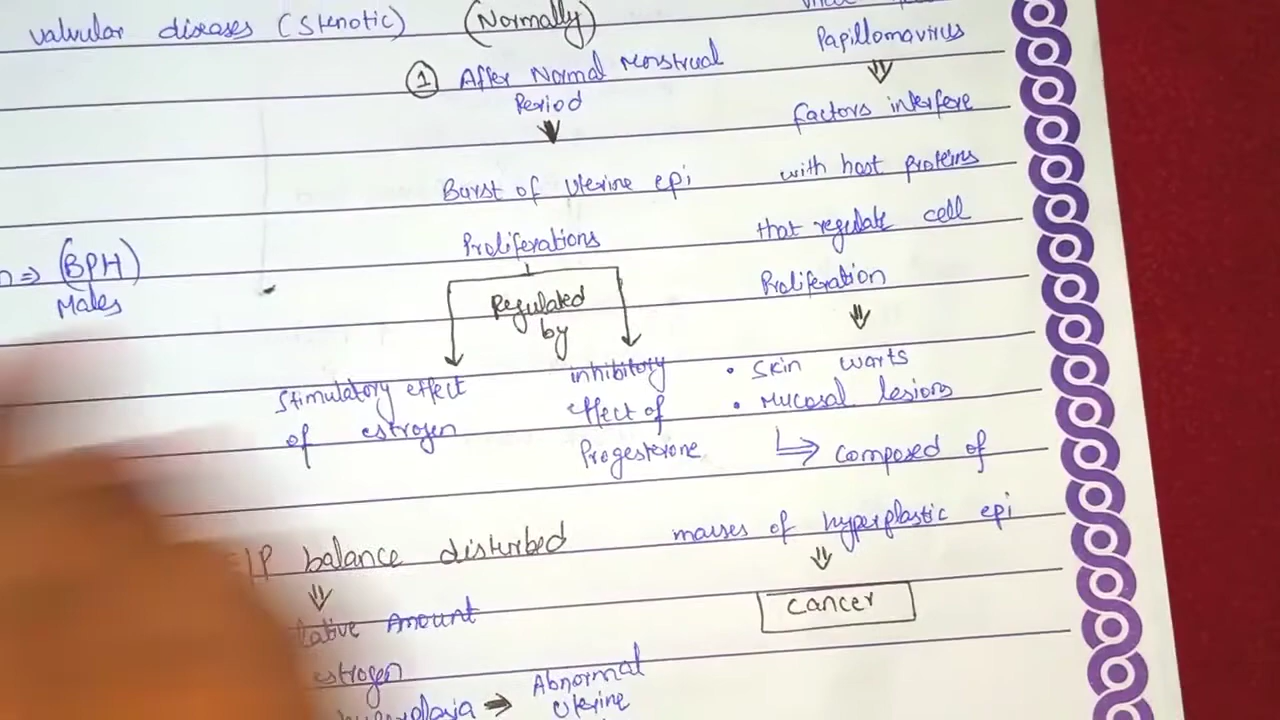 valvular diseases (Stenotic)
(BPH)
Males
(Normally)
① After Normal Menstrual
Period
Burst of Uterine epi
Proliferations
Regulated
by
Stimulatory effect
of estrogen
inhibitory
effect of
Progesterone
P balance disturbed
Amount
estrogen
Abnormal
Uterine
Papillomavirus
factors interfere
with host proteins
that regulate cell
Proliferation
• Skin warts
• Mucosal lesions
composed of
masses of hyperplastic epi
cancer